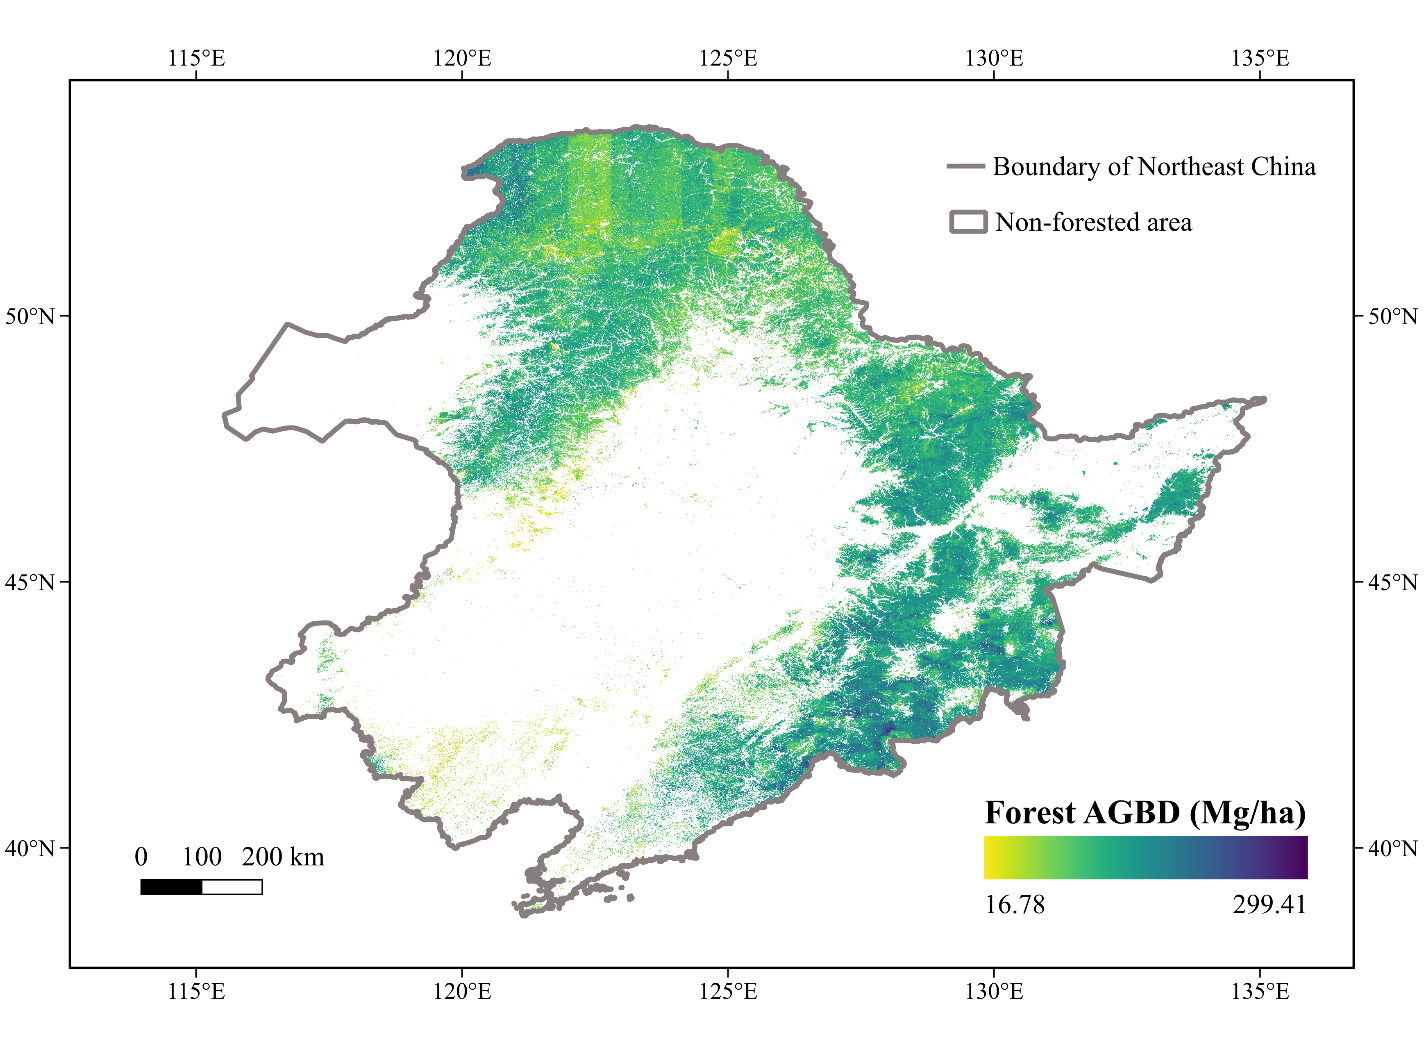 115°E 120°E 125°E 130°E 135°E
Boundary of Northeast China
Non-forested area
50°N 50°N
45°N 45°N
Forest AGBD (Mg/ha)
40°N 40°N
0 100 200 km
16.78 299.41
115°E 120°E 125°E 130°E 135°E